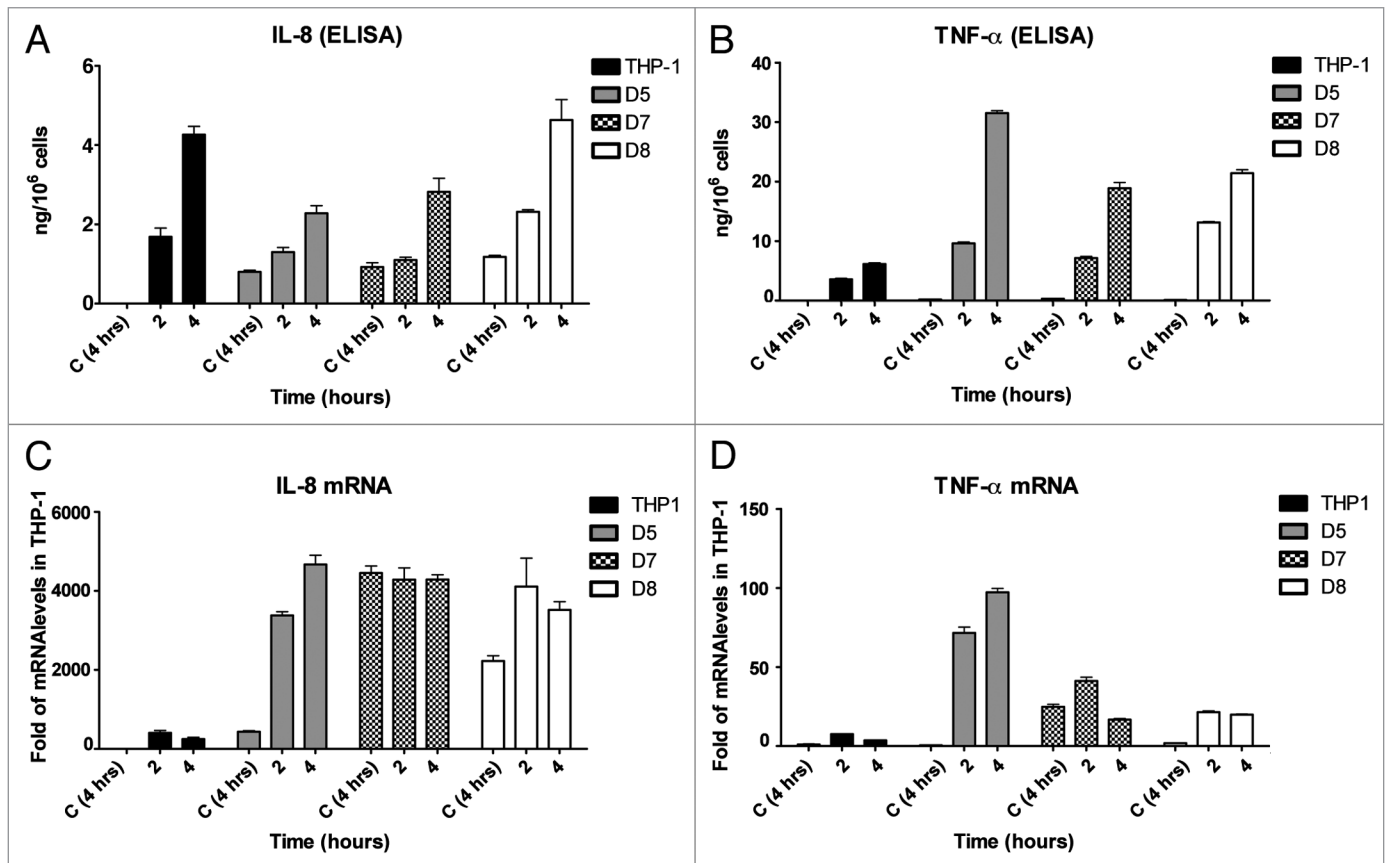 A
IL-8 (ELISA)
ng/10⁶ cells
6
4
2
0
THP-1
D5
D7
D8
C (4 hrs) 2 4 C (4 hrs) 2 4 C (4 hrs) 2 4 C (4 hrs) 2 4
Time (hours)
B
TNF-α (ELISA)
ng/10⁶ cells
40
30
20
10
0
THP-1
D5
D7
D8
C (4 hrs) 2 4 C (4 hrs) 2 4 C (4 hrs) 2 4 C (4 hrs) 2 4
Time (hours)
C
IL-8 mRNA
Fold of mRNAlevels in THP-1
6000
4000
2000
0
THP1
D5
D7
D8
C (4 hrs) 2 4 C (4 hrs) 2 4 C (4 hrs) 2 4 C (4 hrs) 2 4
Time (hours)
D
TNF-α mRNA
Fold of mRNAlevels in THP-1
150
100
50
0
THP1
D5
D7
D8
C (4 hrs) 2 4 C (4 hrs) 2 4 C (4 hrs) 2 4 C (4 hrs) 2 4
Time (hours)